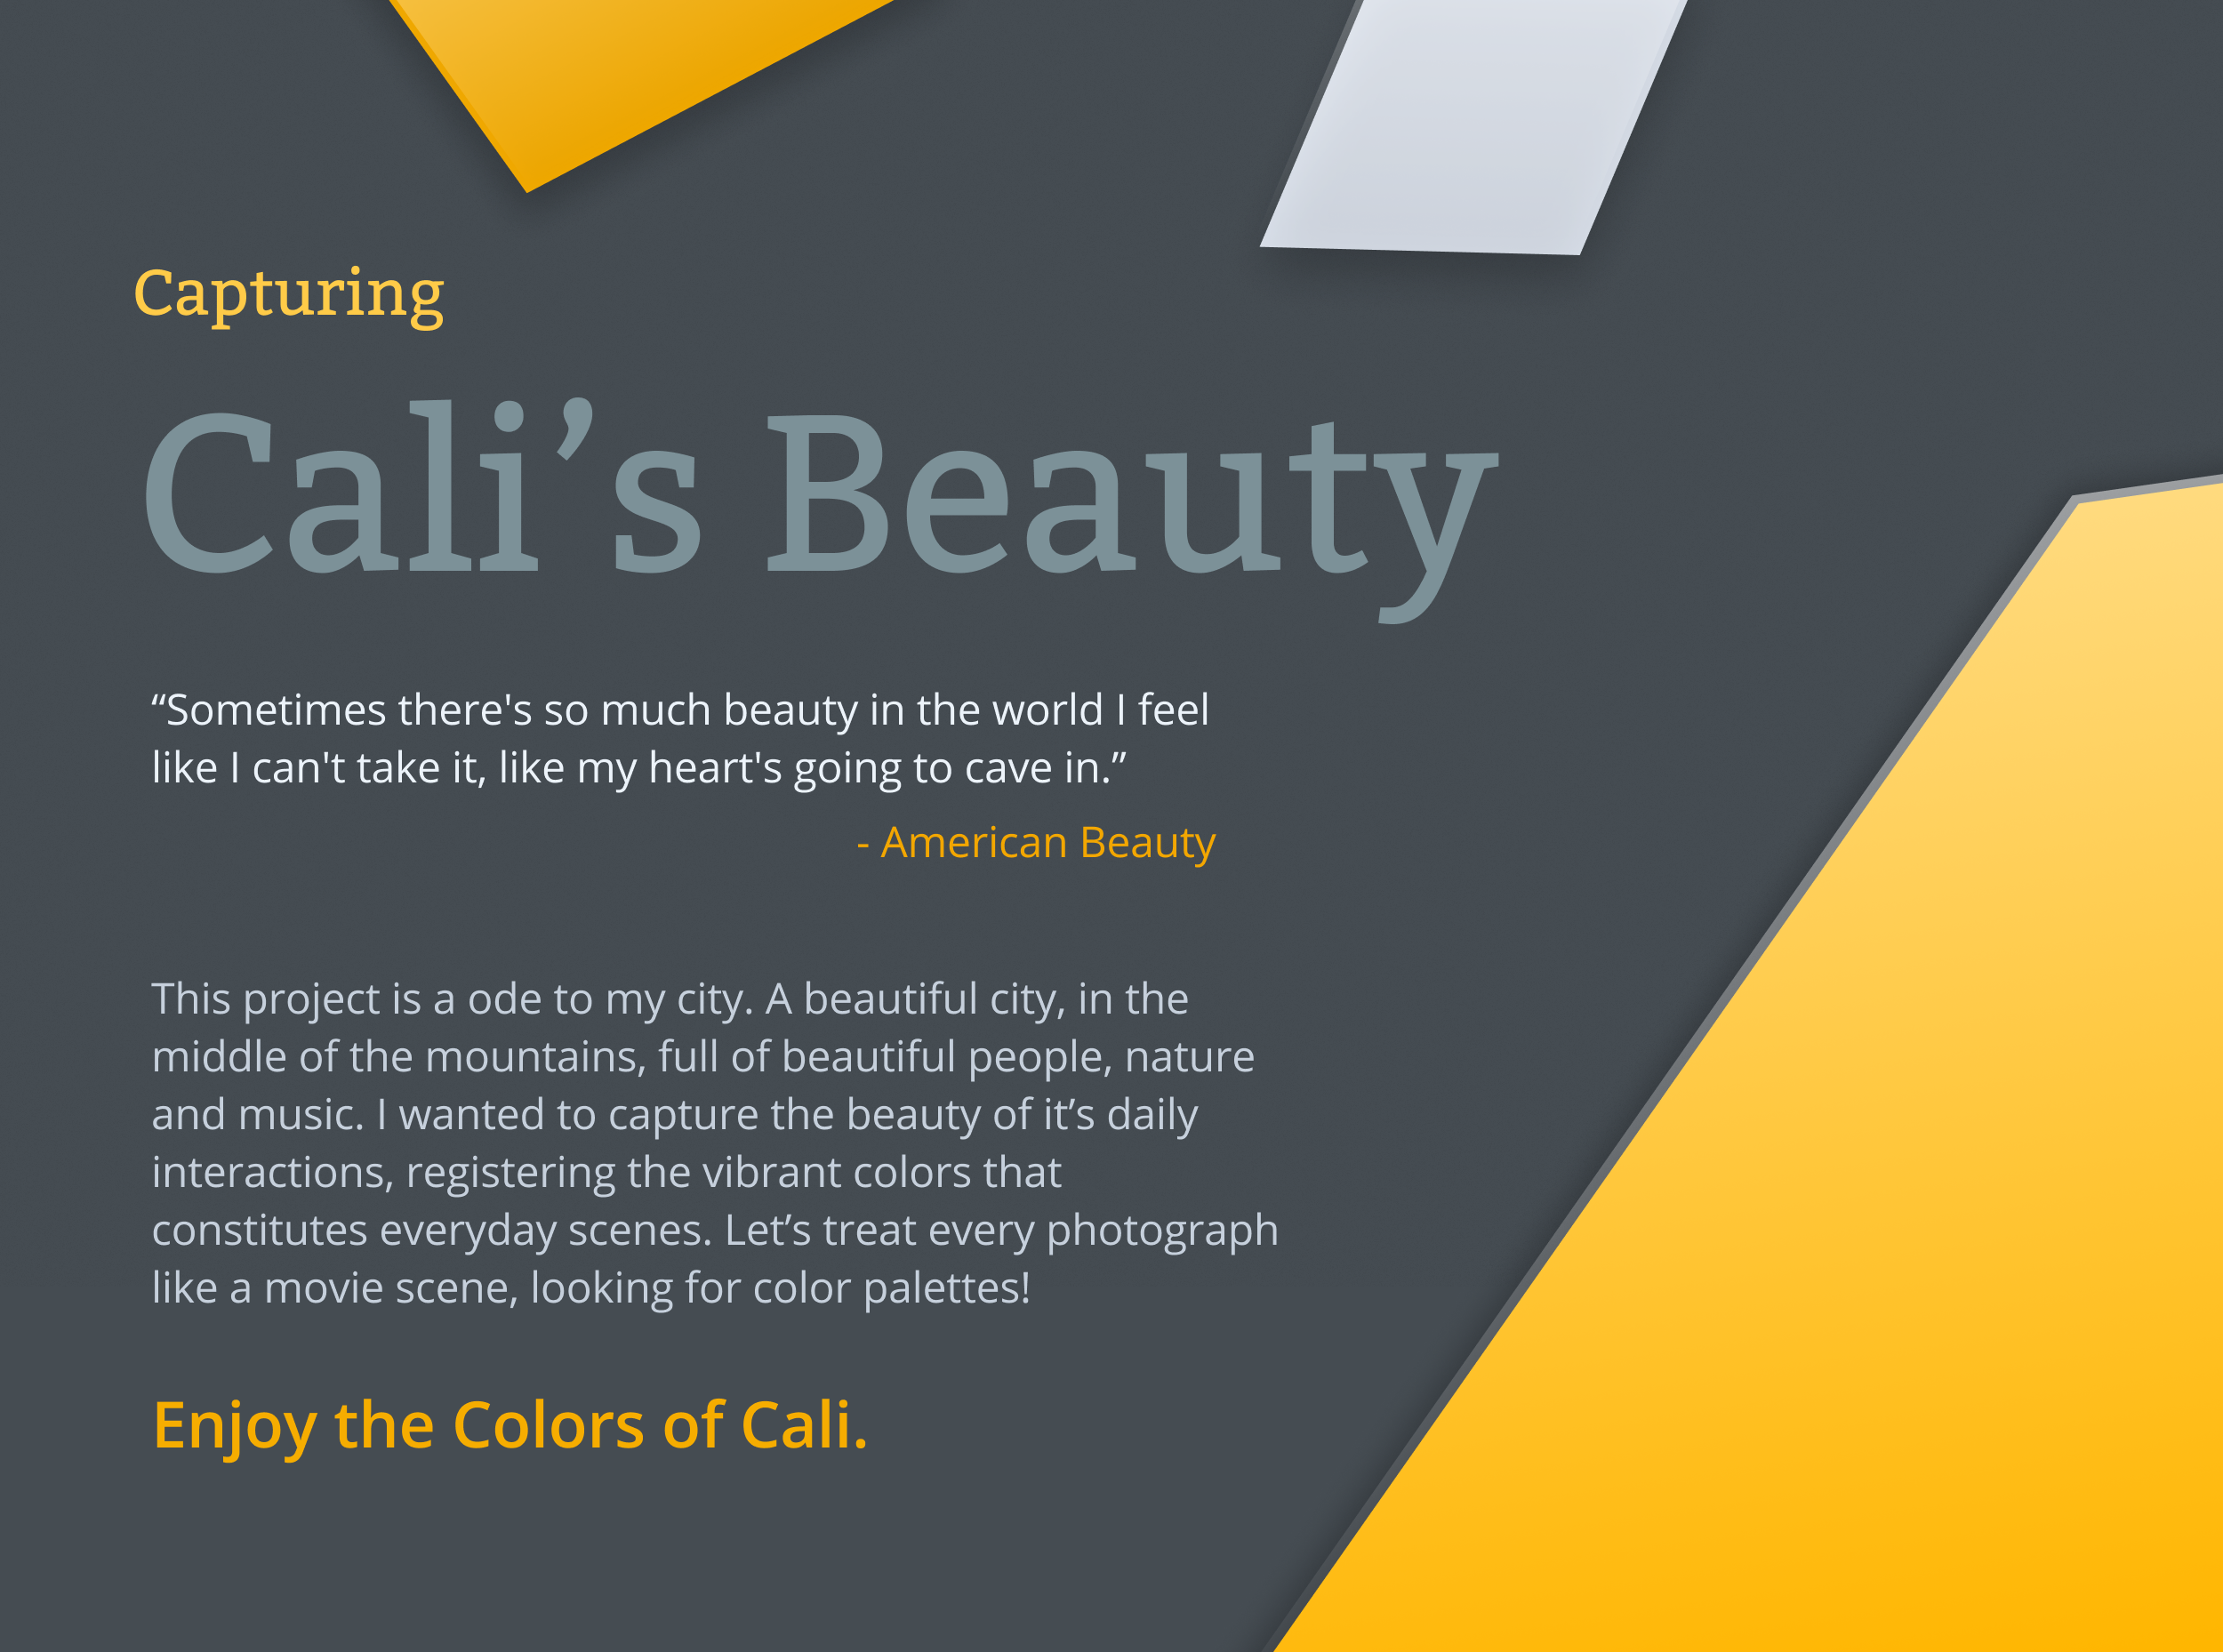 Capturing
Cali’s Beauty
“Sometimes there's so much beauty in the world I feel
like I can't take it, like my heart's going to cave in.”
- American Beauty
This project is a ode to my city. A beautiful city, in the
middle of the mountains, full of beautiful people, nature
and music. I wanted to capture the beauty of it’s daily
interactions, registering the vibrant colors that
constitutes everyday scenes. Let’s treat every photograph
like a movie scene, looking for color palettes!
Enjoy the Colors of Cali.